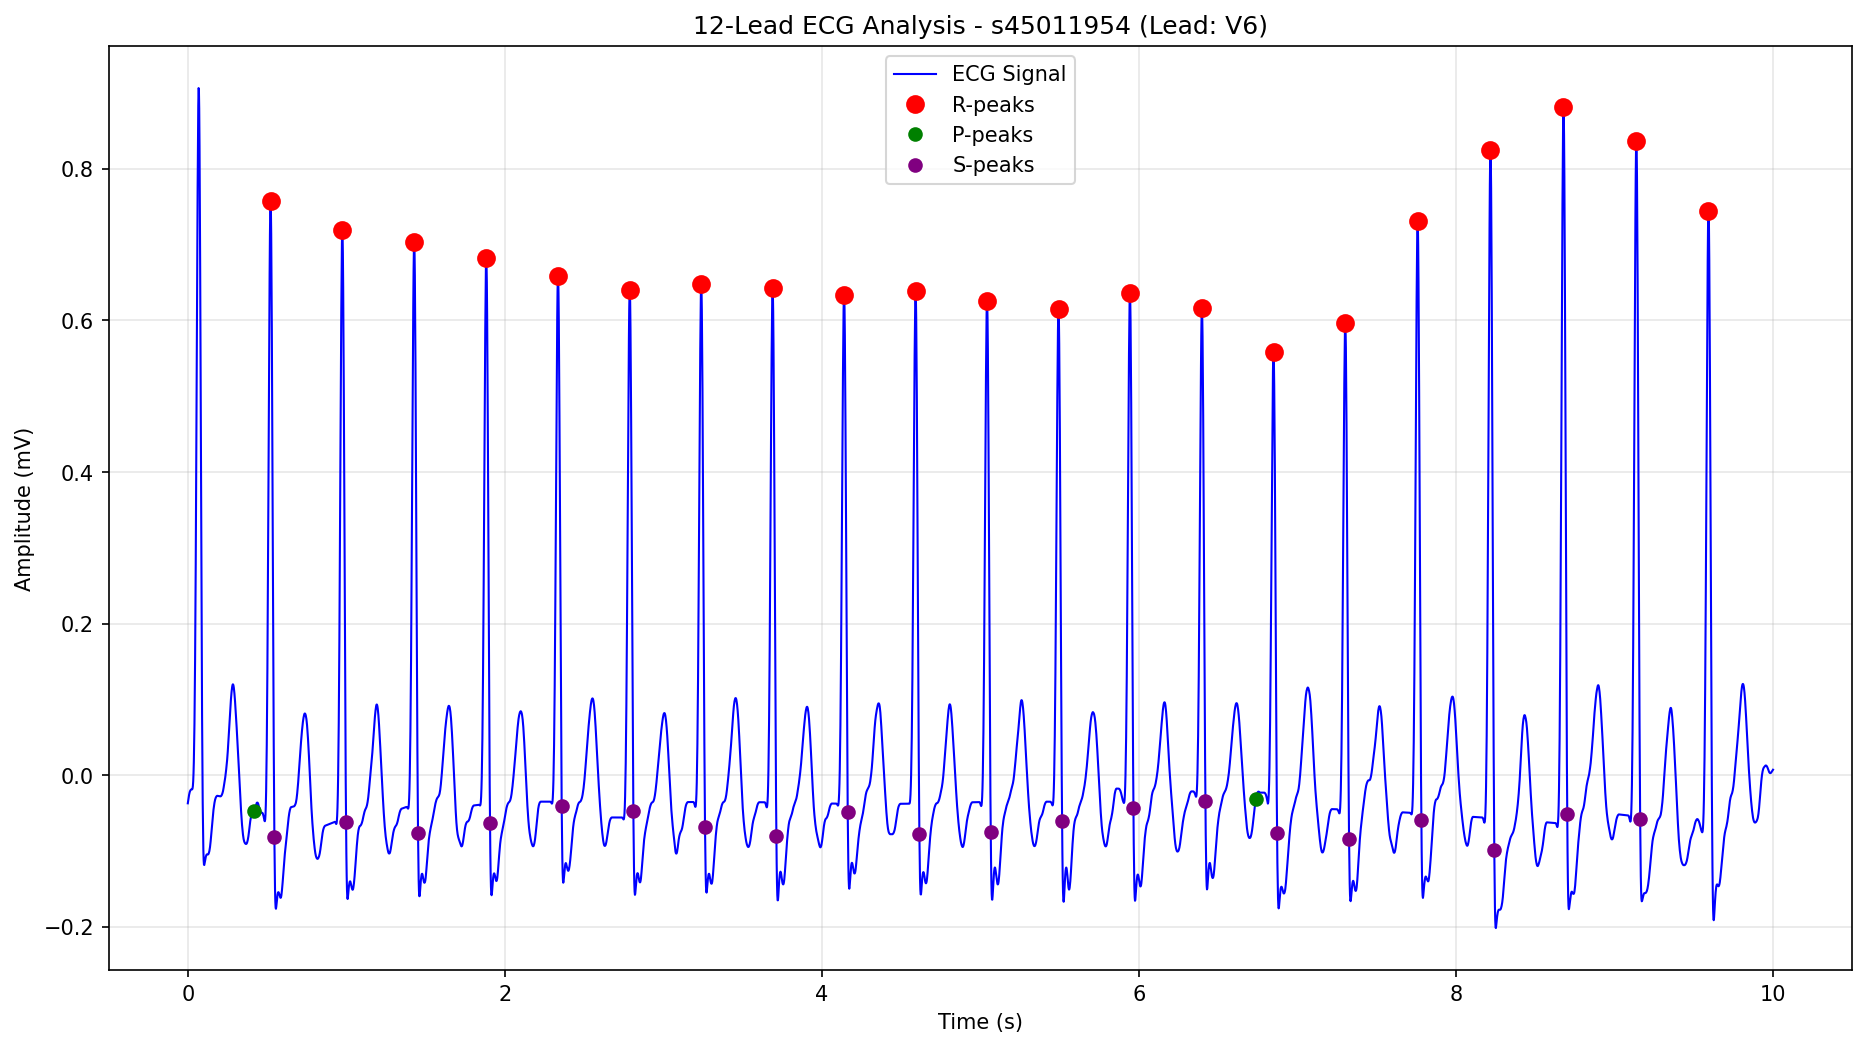 12-Lead ECG Analysis - s45011954 (Lead: V6)
ECG Signal
R-peaks
P-peaks
S-peaks
Amplitude (mV)
0.8
0.6
0.4
0.2
0.0
−0.2
0 2 4 6 8 10
Time (s)